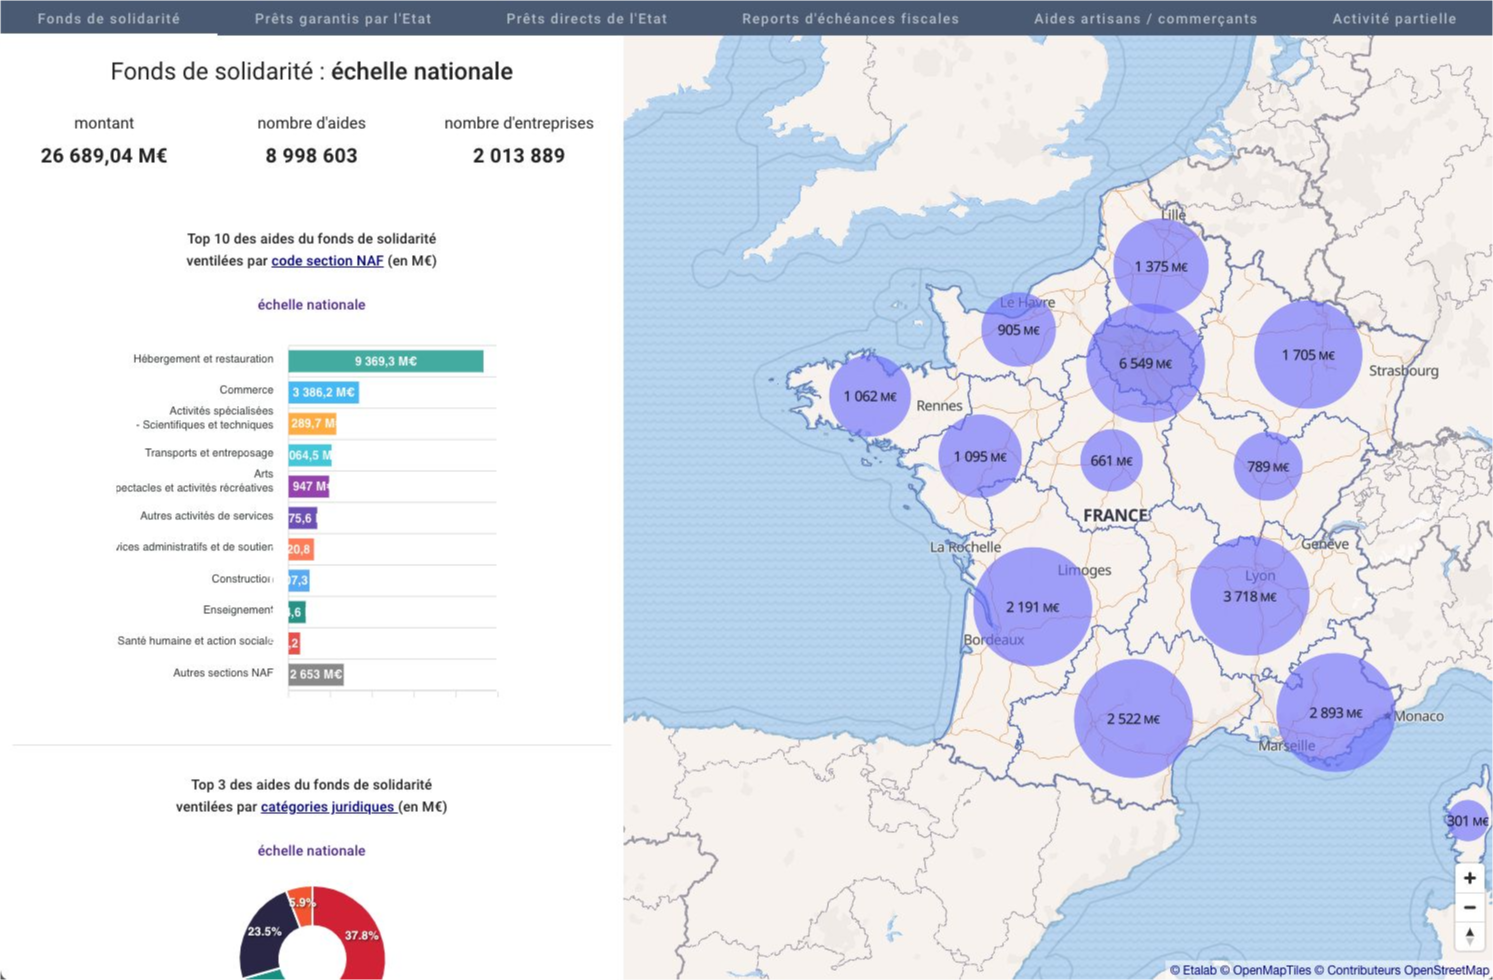 Fonds de solidarité
Prêts garantis par l'Etat
Prêts directs de l'Etat
Reports d'échéances fiscales
Aides artisans / commerçants
Activité partielle
Fonds de solidarité : échelle nationale
montant
26 689,04 M€
nombre d'aides
8 998 603
nombre d'entreprises
2 013 889
Top 10 des aides du fonds de solidarité
ventilées par code section NAF (en M€)
échelle nationale
Hébergement et restauration
9 369,3 M€
Commerce
3 386,2 M€
Activités spécialisées
- Scientifiques et techniques
289,7 M
Transports et entreposage
064,5 M
Arts
pectacles et activités récréatives
947 M
Autres activités de services
75,6
vices administratifs et de soutien
20,8
Construction
7,3
Enseignement
,6
Santé humaine et action sociale
,2
Autres sections NAF
2 653 M€
Top 3 des aides du fonds de solidarité
ventilées par catégories juridiques (en M€)
échelle nationale
5.9%
23.5%
37.8%
Lille
1 375 M€
Le Havre
905 M€
6 549 M€
1 705 M€
Strasbourg
1 062 M€
Rennes
1 095 M€
661 M€
789 M€
FRANCE
La Rochelle
Genève
Limoges
Lyon
3 718 M€
2 191 M€
Bordeaux
2 522 M€
2 893 M€
Monaco
Marseille
301 M€
+
−
© Etalab © OpenMapTiles © Contributeurs OpenStreetMap